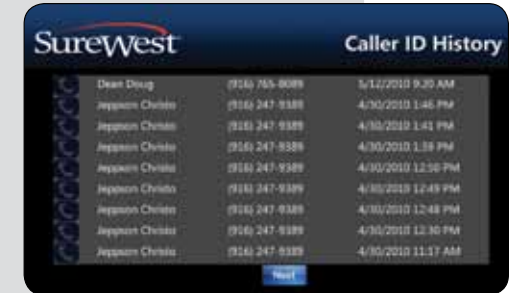 SureWest
Caller ID History
Dean Doug (916) 765-8089 5/12/2010 9:20 AM
Jeppson Christo (916) 247-9389 4/30/2010 1:46 PM
Jeppson Christo (916) 247-9389 4/30/2010 1:41 PM
Jeppson Christo (916) 247-9389 4/30/2010 1:39 PM
Jeppson Christo (916) 247-9389 4/30/2010 12:50 PM
Jeppson Christo (916) 247-9389 4/30/2010 12:49 PM
Jeppson Christo (916) 247-9389 4/30/2010 12:48 PM
Jeppson Christo (916) 247-9389 4/30/2010 12:30 PM
Jeppson Christo (916) 247-9389 4/30/2010 11:17 AM
Next